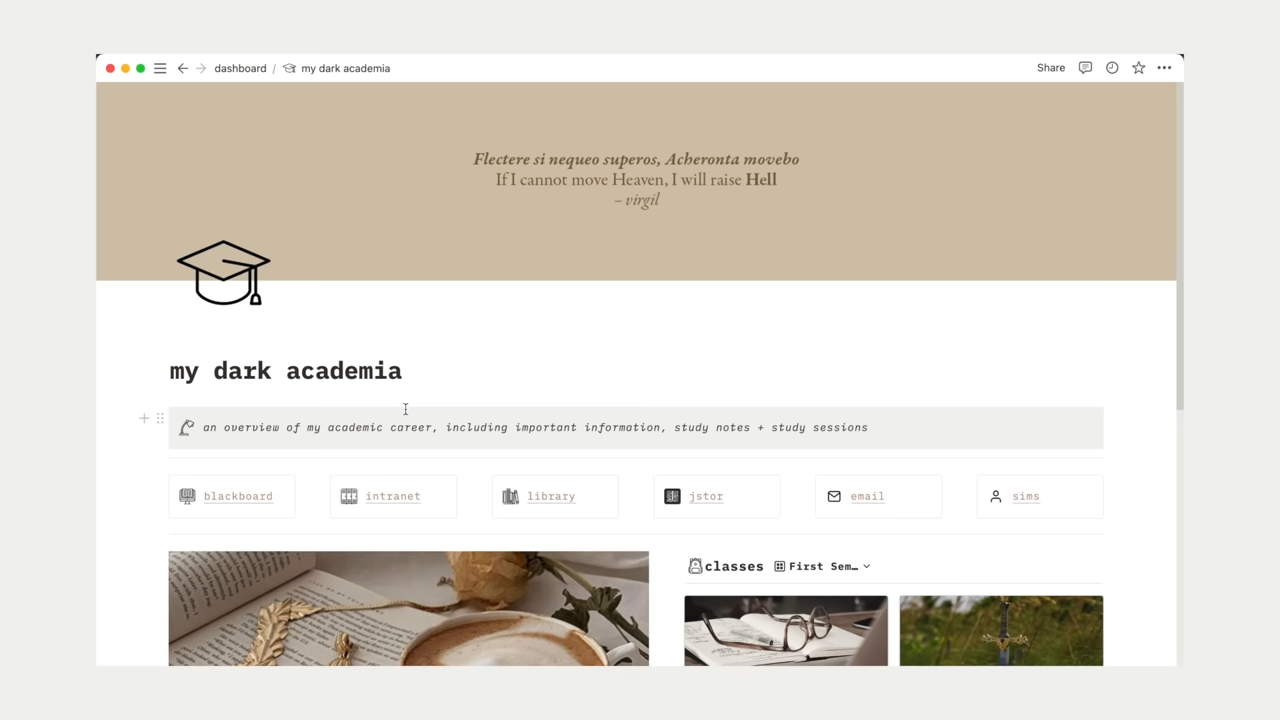 dashboard / my dark academia
Share
Flectere si nequeo superos, Acheronta movebo
If I cannot move Heaven, I will raise Hell
– virgil
my dark academia
an overview of my academic career, including important information, study notes + study sessions
blackboard
intranet
library
jstor
email
sims
classes
First Sem…